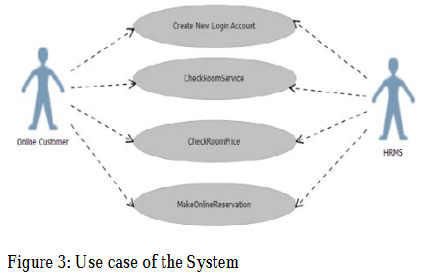 Create New Login Account
CheckRoomService
Online Customer
CheckRoomPrice
HRMS
MakeOnlineReservation
Figure 3: Use case of the System